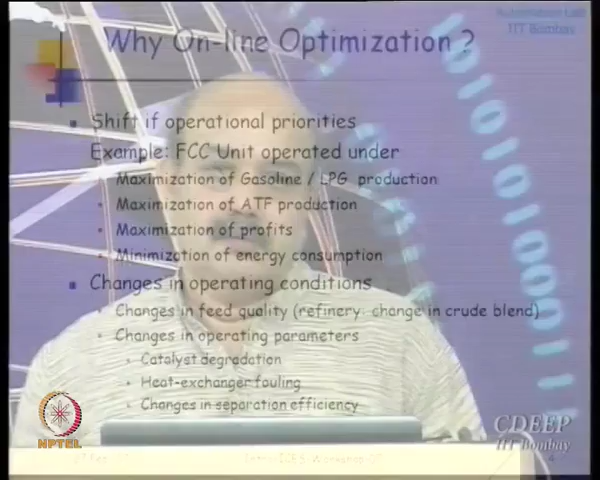 Automation Lab
IIT Bombay
Why On-line Optimization ?
Shift if operational priorities
Example: FCC Unit operated under
Maximization of Gasoline / LPG production
Maximization of ATF production
Maximization of profits
Minimization of energy consumption
Changes in operating conditions
Changes in feed quality (refinery change in crude blend)
Changes in operating parameters
Catalyst degradation
Heat-exchanger fouling
Changes in separation efficiency
NPTEL
CDEEP
IIT Bombay
4